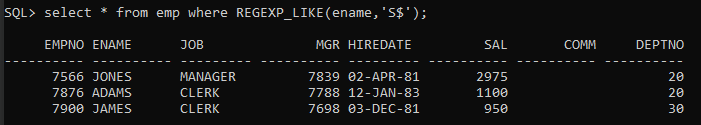 SQL> select * from emp where REGEXP_LIKE(ename,'S$');
EMPNO ENAME JOB MGR HIREDATE SAL COMM DEPTNO
---------- ---------- --------- ---------- --------- ---------- ---------- ----------
7566 JONES MANAGER 7839 02-APR-81 2975 20
7876 ADAMS CLERK 7788 12-JAN-83 1100 20
7900 JAMES CLERK 7698 03-DEC-81 950 30